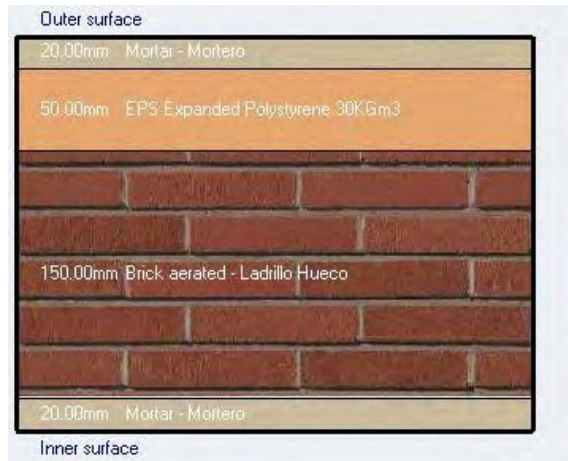 Outer surface
20.00mm Mortar - Mortero
50.00mm EPS Expanded Polystyrene 30KGm3
150.00mm Brick aerated - Ladrillo Hueco
20.00mm Mortar - Mortero
Inner surface